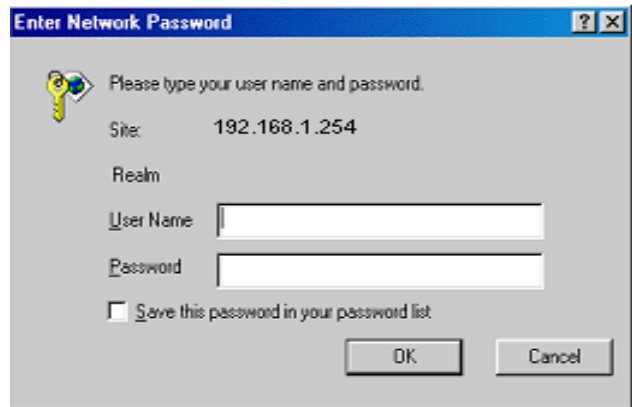 Enter Network Password
Please type your user name and password.
Site: 192.168.1.254
Realm
User Name
Password
Save this password in your password list
OK Cancel